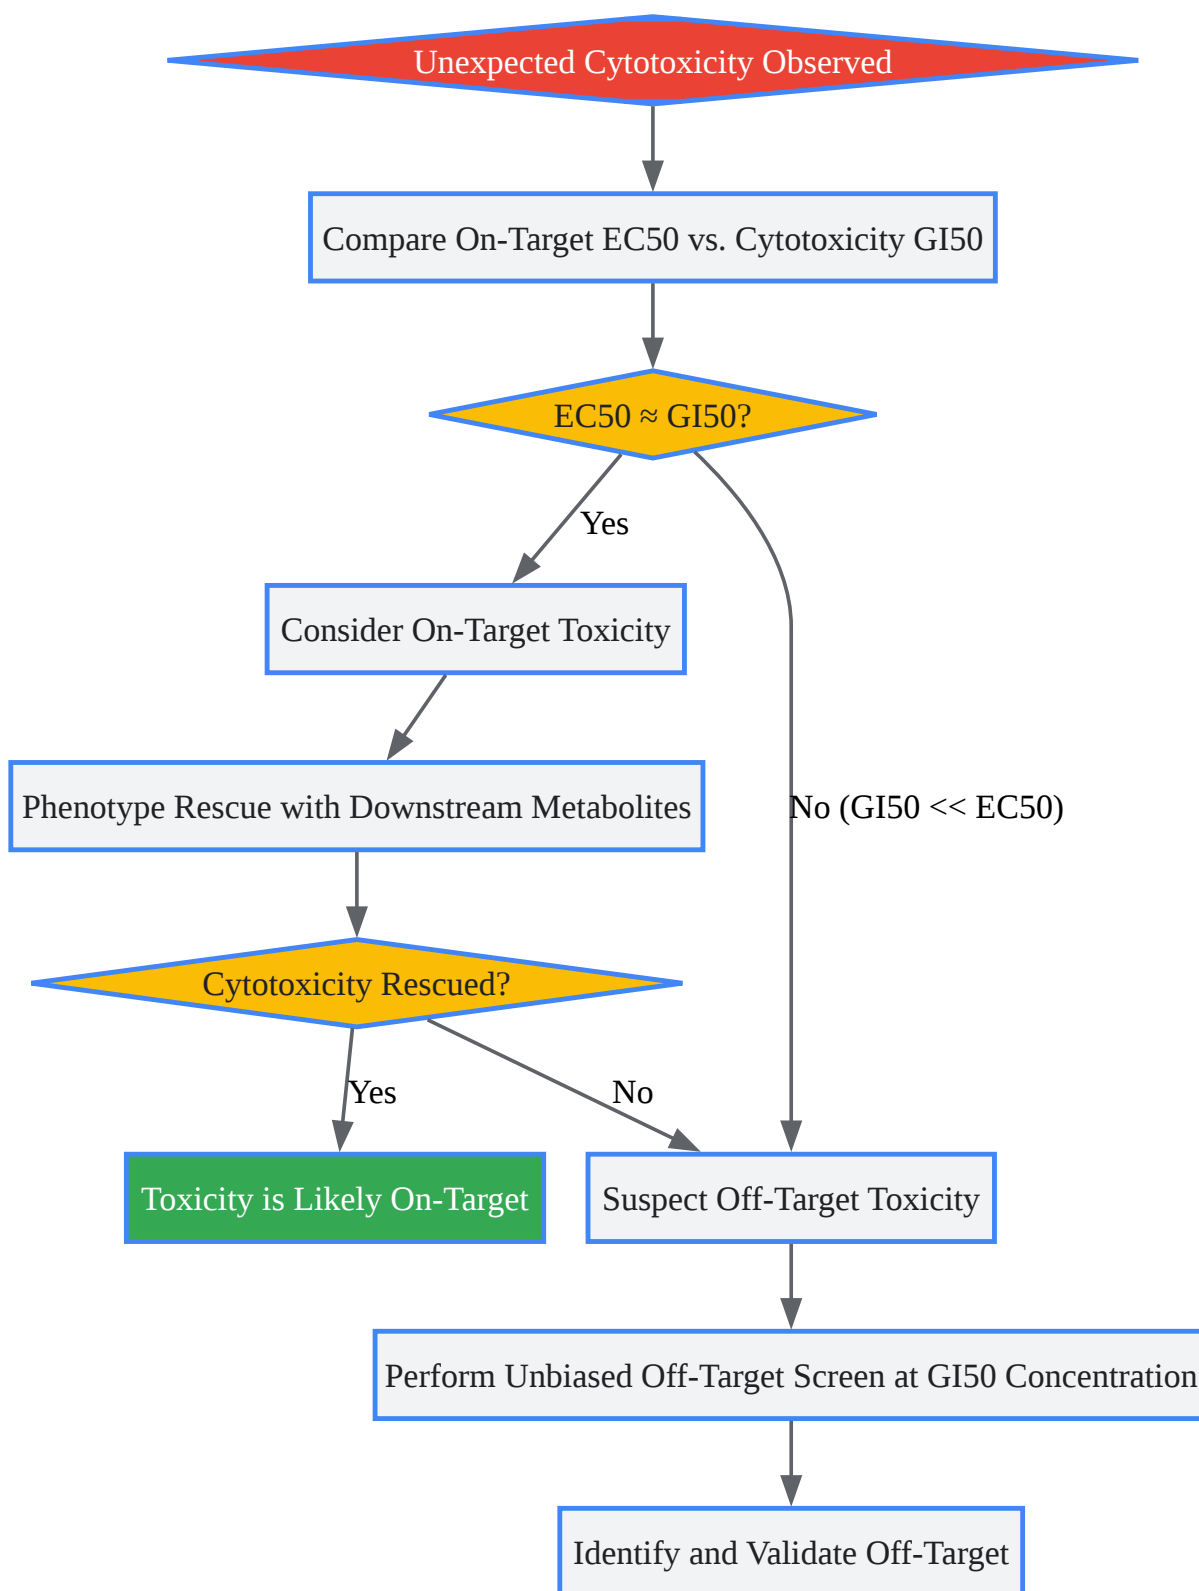 Unexpected Cytotoxicity Observed
Compare On-Target EC50 vs. Cytotoxicity GI50
EC50 ≈ GI50?
Yes
Consider On-Target Toxicity
Phenotype Rescue with Downstream Metabolites
No (GI50 << EC50)
Cytotoxicity Rescued?
Yes
No
Toxicity is Likely On-Target
Suspect Off-Target Toxicity
Perform Unbiased Off-Target Screen at GI50 Concentration
Identify and Validate Off-Target